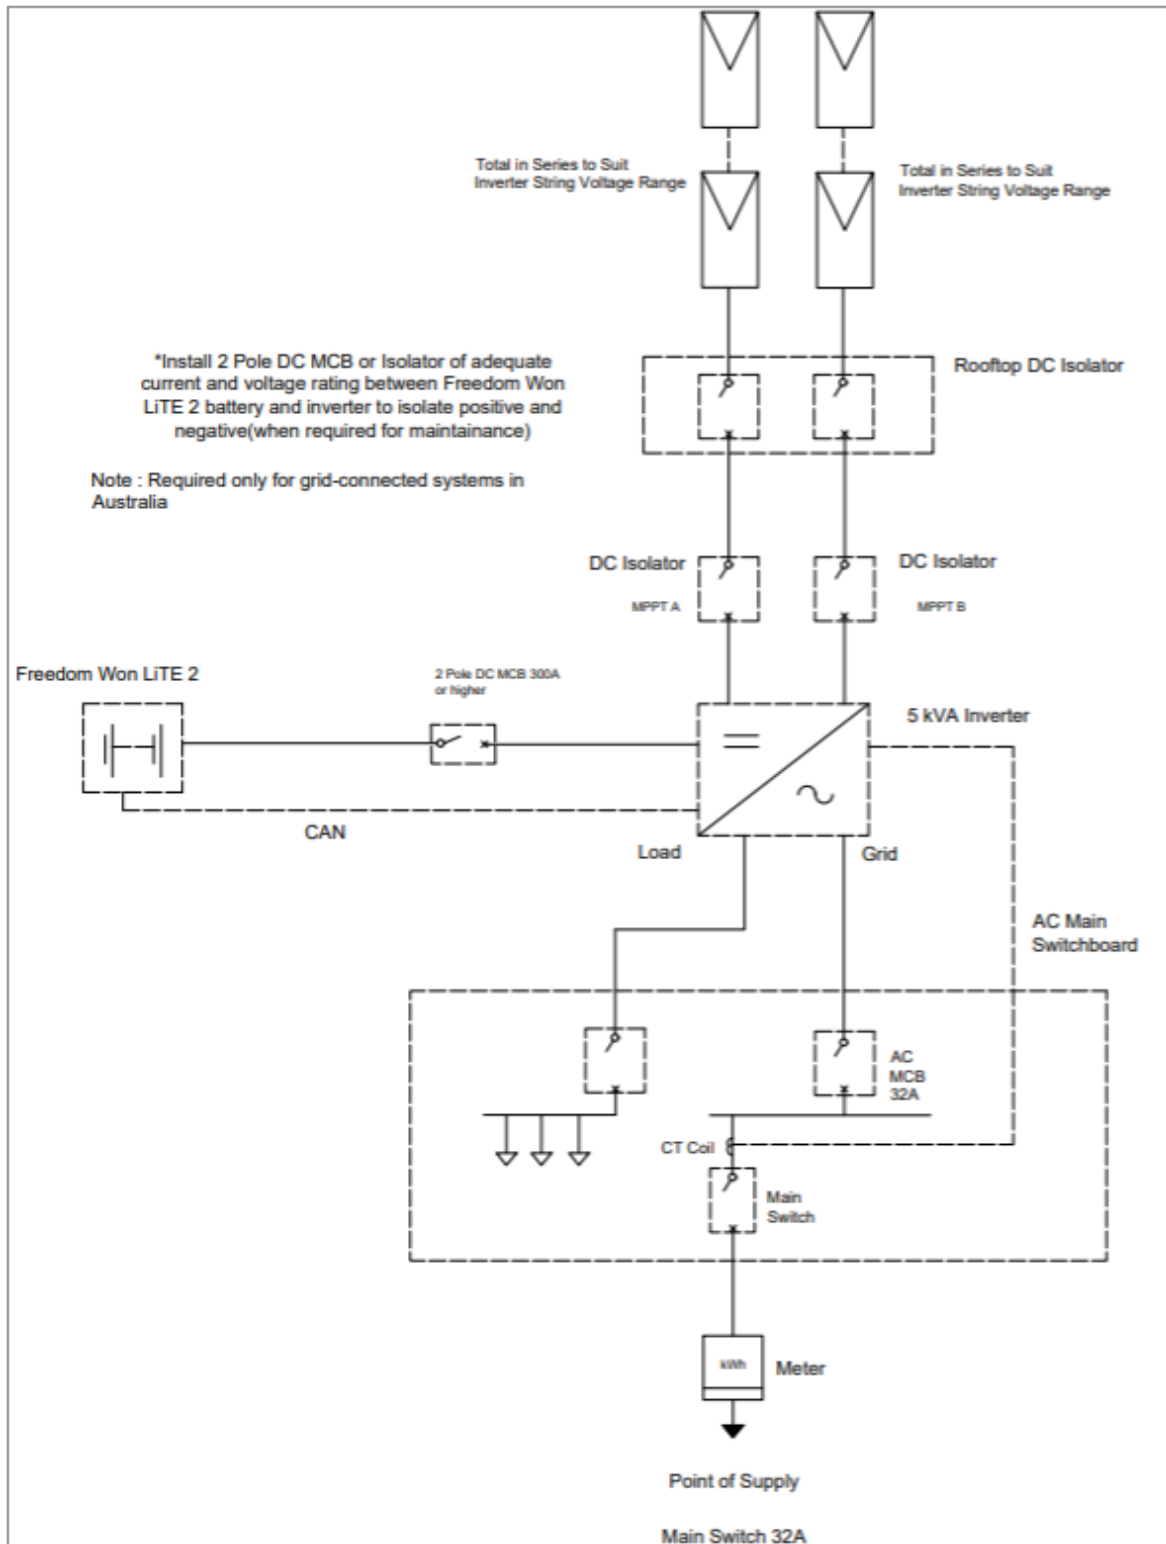 Total in Series to Suit
Inverter String Voltage Range
Total in Series to Suit
Inverter String Voltage Range
*Install 2 Pole DC MCB or Isolator of adequate
current and voltage rating between Freedom Won
LiTE 2 battery and inverter to isolate positive and
negative(when required for maintainance)
Rooftop DC Isolator
Note : Required only for grid-connected systems in
Australia
DC Isolator
MPPT A
DC Isolator
MPPT B
Freedom Won LiTE 2
2 Pole DC MCB 300A
or higher
5 kVA Inverter
CAN
Load
Grid
AC Main
Switchboard
AC
MCB
32A
CT Coil
Main
Switch
kWh
Meter
Point of Supply
Main Switch 32A